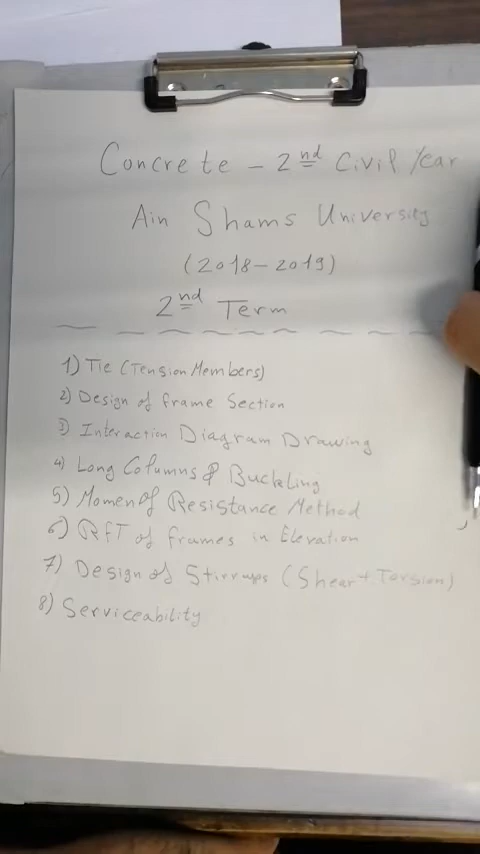 Concrete - 2nd Civil Year
Ain Shams University
(2018-2019)
2nd Term
1) Tie (Tension Members)
2) Design of frame Section
3) Interaction Diagram Drawing
4) Long Columns & Buckling
5) Momen of Resistance Method
6) RFT of frames in Elevation
7) Design of Stirrups (Shear + Torsion)
8) Serviceability